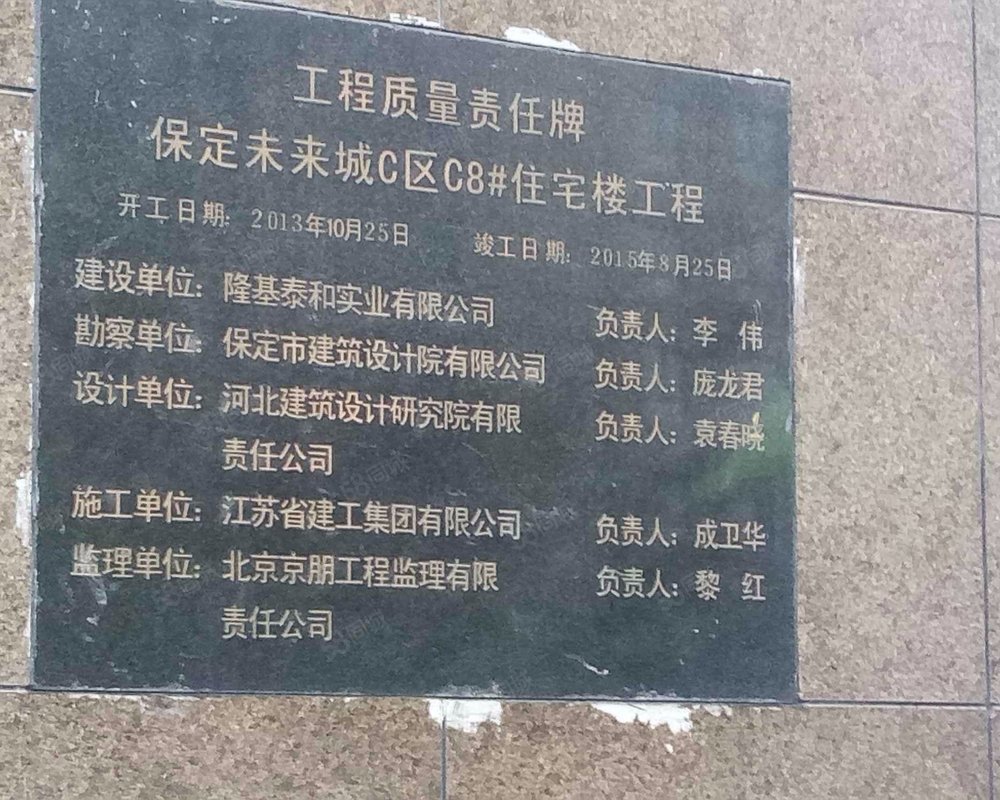 工程质量责任牌
保定未来城C区C8#住宅楼工程
开工日期：2013年10月25日 竣工日期：2015年8月25日
建设单位：隆基泰和实业有限公司 负责人：李 伟
勘察单位：保定市建筑设计院有限公司 负责人：庞龙君
设计单位：河北建筑设计研究院有限 负责人：袁春晓
责任公司
施工单位：江苏省建工集团有限公司 负责人：成卫华
监理单位：北京京朋工程监理有限 负责人：黎 红
责任公司